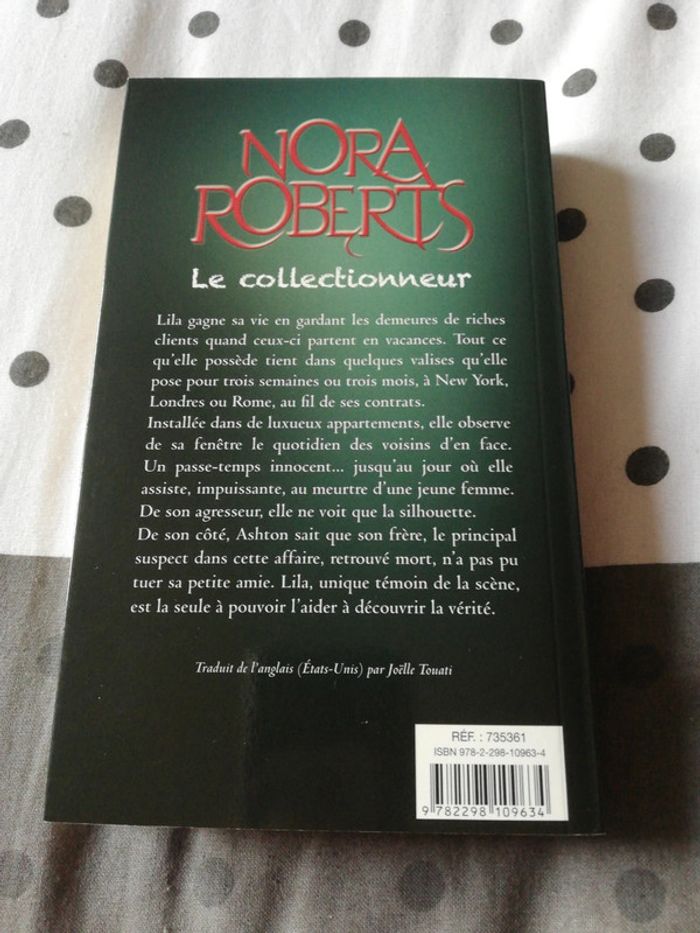 NORA
ROBERTS
Le collectionneur
Lila gagne sa vie en gardant les demeures de riches
clients quand ceux-ci partent en vacances. Tout ce
qu'elle possède tient dans quelques valises qu'elle
pose pour trois semaines ou trois mois, à New York,
Londres ou Rome, au fil de ses contrats.
Installée dans de luxueux appartements, elle observe
de sa fenêtre le quotidien des voisins d'en face.
Un passe-temps innocent... jusqu'au jour où elle
assiste, impuissante, au meurtre d'une jeune femme.
De son agresseur, elle ne voit que la silhouette.
De son côté, Ashton sait que son frère, le principal
suspect dans cette affaire, retrouvé mort, n'a pas pu
tuer sa petite amie. Lila, unique témoin de la scène,
est la seule à pouvoir l'aider à découvrir la vérité.
Traduit de l'anglais (États-Unis) par Joëlle Touati
RÉF. : 735361
ISBN 978-2-298-10963-4
9 782298 109634